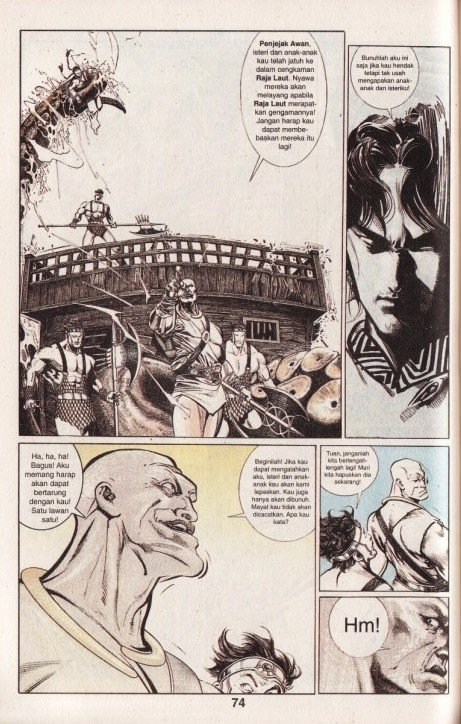 Penjejak Awan,
isteri dan anak-anak
kau telah jatuh ke
dalam cengkaman
Raja Laut. Nyawa
mereka akan
melayang apabila
Raja Laut merapat-
kan gengamannya!
Jangan harap kau
dapat membe-
baskan mereka itu
lagi!
Bunuhlah aku ini
saja jika kau hendak
tetapi tak usah
mengapakan anak-
anak dan isteriku!
Ha, ha, ha!
Bagus! Aku
memang harap
akan dapat
bertarung
dengan kau!
Satu lawan
satu!
Beginilah! Jika kau
dapat mengalahkan
aku, isteri dan anak-
anak kau akan kami
lepaskan. Kau juga
hanya akan dibunuh.
Mayat kau tidak akan
dicacatkan. Apa kau
kata?
Tuan, janganlah
kita berlengah-
lengah lagi! Mari
kita hapuskan dia
sekarang!
Hm!
74